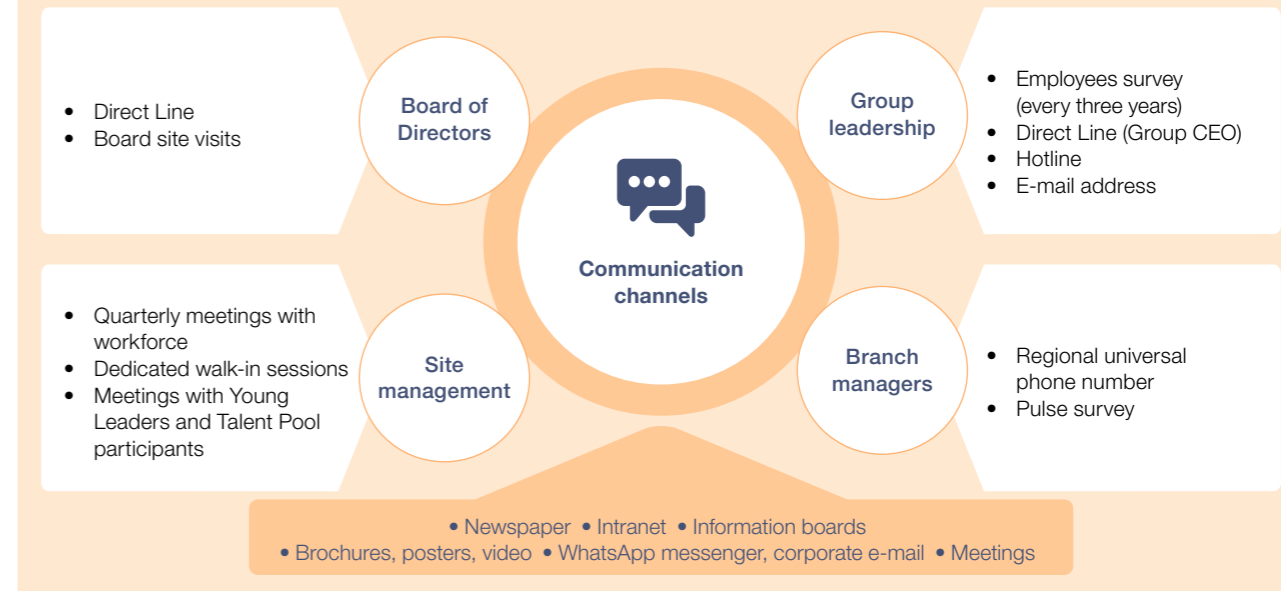 • Direct Line
• Board site visits
Board of
Directors
Group
leadership
• Employees survey
(every three years)
• Direct Line (Group CEO)
• Hotline
• E-mail address
Communication
channels
• Quarterly meetings with
workforce
• Dedicated walk-in sessions
• Meetings with Young
Leaders and Talent Pool
participants
Site
management
Branch
managers
• Regional universal
phone number
• Pulse survey
• Newspaper • Intranet • Information boards
• Brochures, posters, video • WhatsApp messenger, corporate e-mail • Meetings